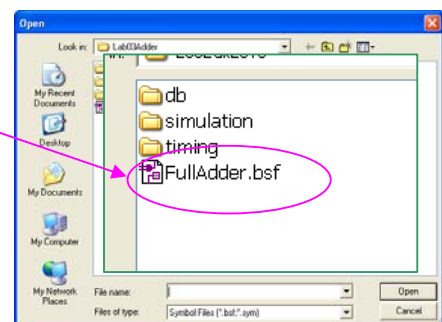 Open
Look in:
Lab03Adder
My Recent
Documents
Desktop
My Documents
My Computer
My Network
Places
db
simulation
timing
FullAdder.bsf
File name:
Open
Files of type:
Symbol Files (*.bsf;*.sym)
Cancel